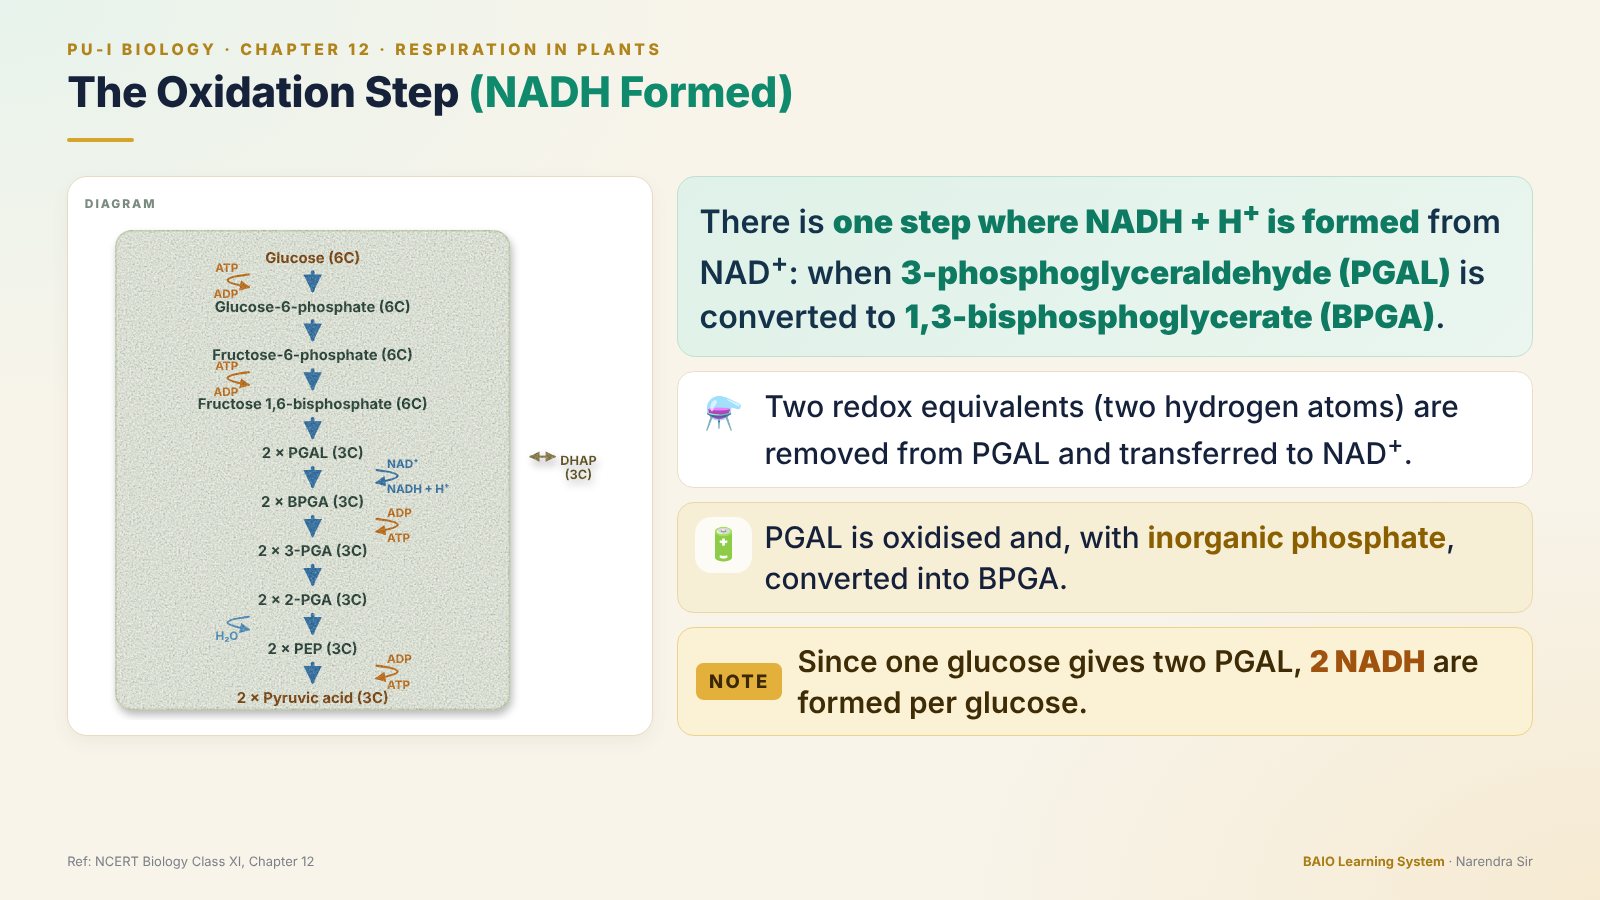 PU-I BIOLOGY · CHAPTER 12 · RESPIRATION IN PLANTS
The Oxidation Step (NADH Formed)
DIAGRAM
Glucose (6C)
ATP
ADP
Glucose-6-phosphate (6C)
Fructose-6-phosphate (6C)
ATP
ADP
Fructose 1,6-bisphosphate (6C)
2 × PGAL (3C)
DHAP
(3C)
NAD⁺
NADH + H⁺
2 × BPGA (3C)
ADP
ATP
2 × 3-PGA (3C)
2 × 2-PGA (3C)
H₂O
2 × PEP (3C)
ADP
ATP
2 × Pyruvic acid (3C)
There is one step where NADH + H⁺ is formed from
NAD⁺: when 3-phosphoglyceraldehyde (PGAL) is
converted to 1,3-bisphosphoglycerate (BPGA).
Two redox equivalents (two hydrogen atoms) are
removed from PGAL and transferred to NAD⁺.
PGAL is oxidised and, with inorganic phosphate,
converted into BPGA.
NOTE
Since one glucose gives two PGAL, 2 NADH are
formed per glucose.
Ref: NCERT Biology Class XI, Chapter 12
BAIO Learning System · Narendra Sir